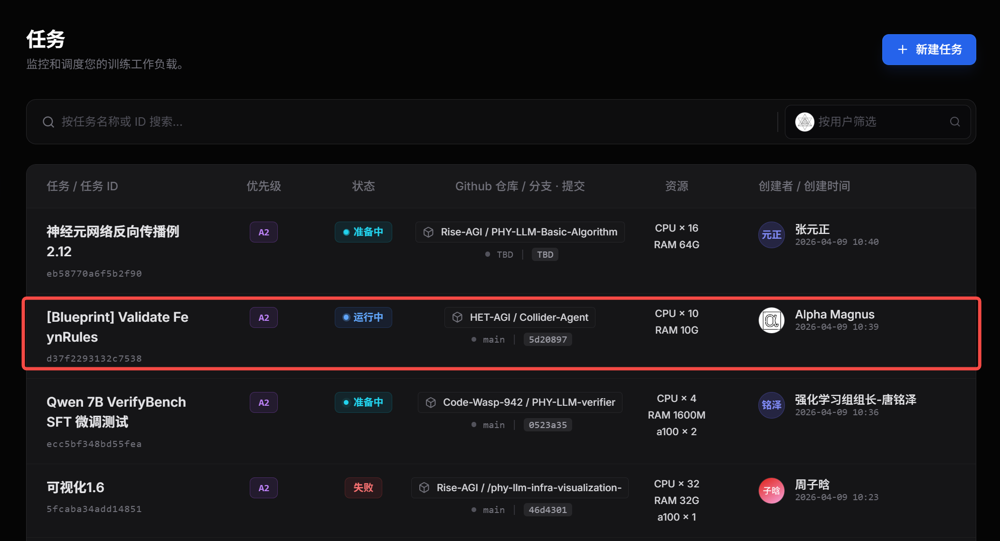 任务
监控和调度您的训练工作负载。
+ 新建任务
按任务名称或 ID 搜索...
按用户筛选
任务 / 任务 ID 优先级 状态 Github 仓库 / 分支 · 提交 资源 创建者 / 创建时间
神经元网络反向传播例
2.12
eb58770a6f5b2f90
A2
准备中
Rise-AGI / PHY-LLM-Basic-Algorithm
TBD | TBD
CPU × 16
RAM 64G
元正
张元正
2026-04-09 10:40
[Blueprint] Validate Fe
ynRules
d37f2293132c7538
A2
运行中
HET-AGI / Collider-Agent
main | 5d20897
CPU × 10
RAM 10G
Alpha Magnus
2026-04-09 10:39
Qwen 7B VerifyBench
SFT 微调测试
ecc5bf348bd55fea
A2
准备中
Code-Wasp-942 / PHY-LLM-verifier
main | 0523a35
CPU × 4
RAM 1600M
a100 × 2
铭泽
强化学习组组长-唐铭泽
2026-04-09 10:36
可视化1.6
5fcaba34add14851
A2
失败
Rise-AGI / /phy-llm-infra-visualization-
main | 46d4301
CPU × 32
RAM 32G
a100 × 1
子晗
周子晗
2026-04-09 10:23